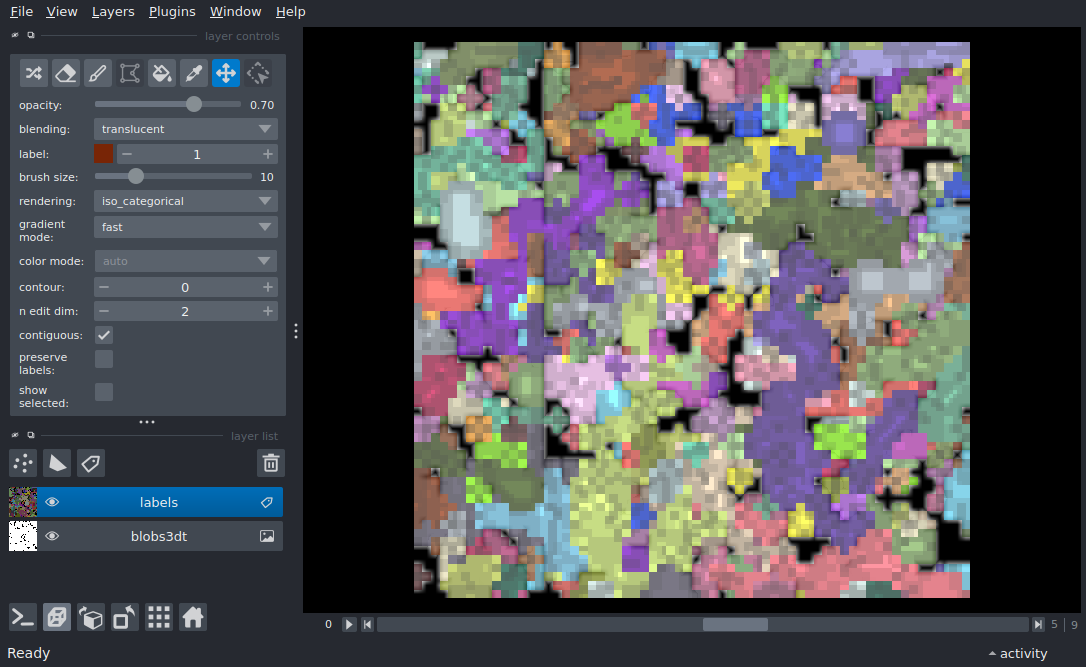 File View Layers Plugins Window Help
layer controls
opacity: 0.70
blending: translucent
label: 1
brush size: 10
rendering: iso_categorical
gradient
mode: fast
color mode: auto
contour: 0
n edit dim: 2
contiguous:
preserve
labels:
show
selected:
layer list
labels
blobs3dt
0 5 | 9
Ready activity